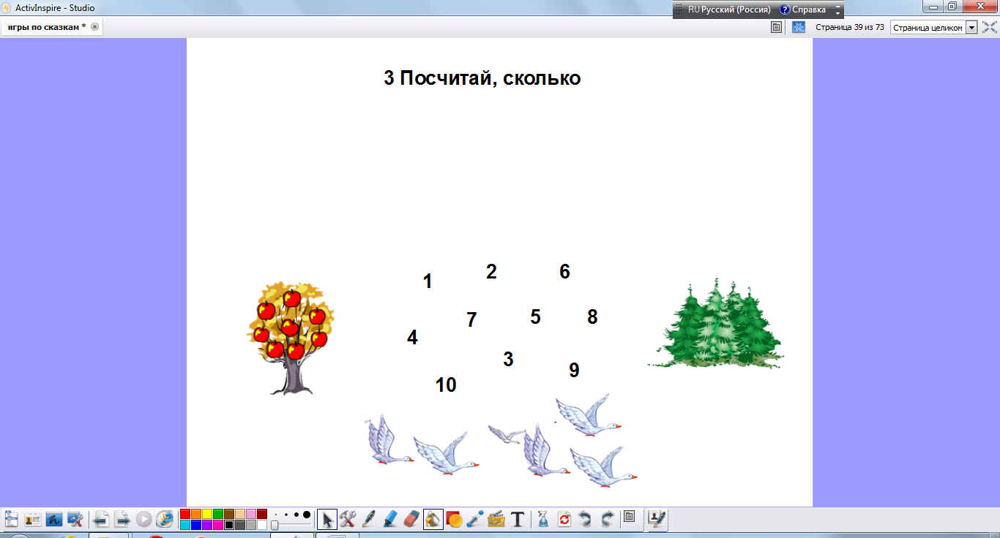 ActivInspire - Studio
RU Русский (Россия) ? Справка
игры по сказкам *
Страница 39 из 73
Страница целиком
3 Посчитай, сколько
1 2 6
7 5 8
4
3
9
10
T